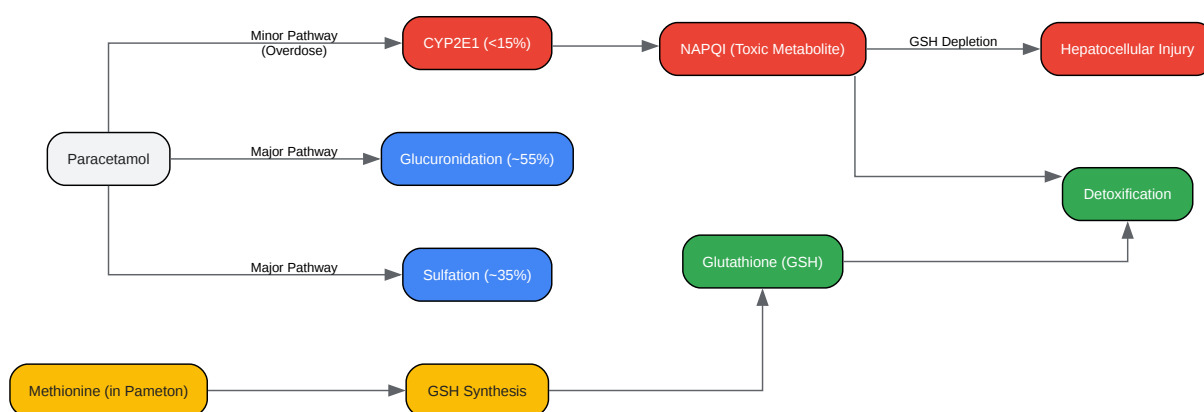 Minor Pathway
(Overdose)
CYP2E1 (<15%)
NAPQI (Toxic Metabolite)
GSH Depletion
Hepatocellular Injury
Paracetamol
Major Pathway
Glucuronidation (~55%)
Detoxification
Major Pathway
Sulfation (~35%)
Glutathione (GSH)
Methionine (in Pameton)
GSH Synthesis